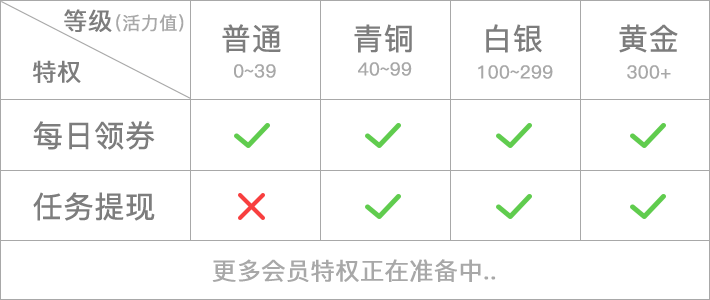 等级(活力值)
特权
普通
0~39
青铜
40~99
白银
100~299
黄金
300+
每日领券
任务提现
更多会员特权正在准备中..